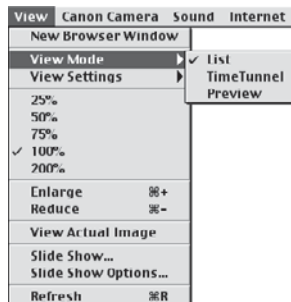 View Canon Camera Sound Internet
New Browser Window
View Mode
View Settings
✓ List
TimeTunnel
Preview
25%
50%
75%
✓ 100%
200%
Enlarge ⌘+
Reduce ⌘-
View Actual Image
Slide Show...
Slide Show Options...
Refresh ⌘R